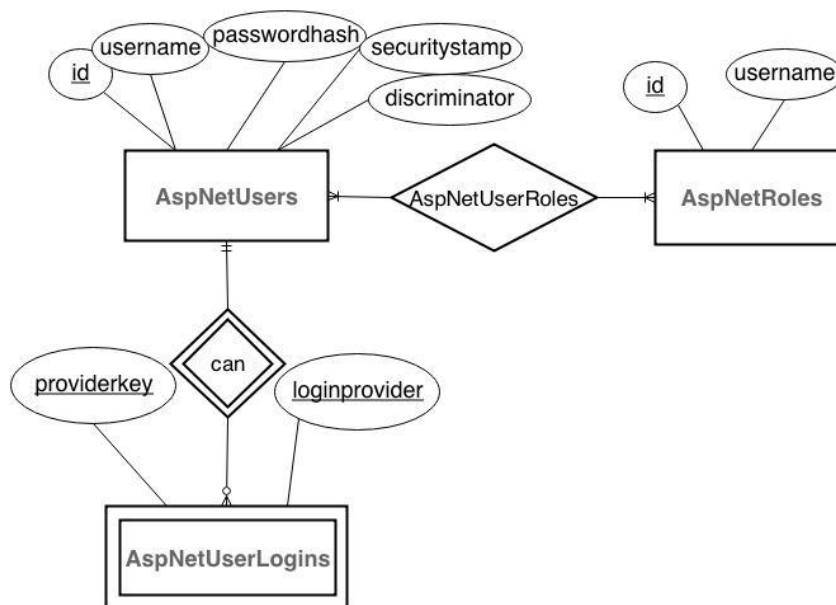 passwordhash
username
securitystamp
id
discriminator
id
username
AspNetUsers
AspNetUserRoles
AspNetRoles
can
providerkey
loginprovider
AspNetUserLogins